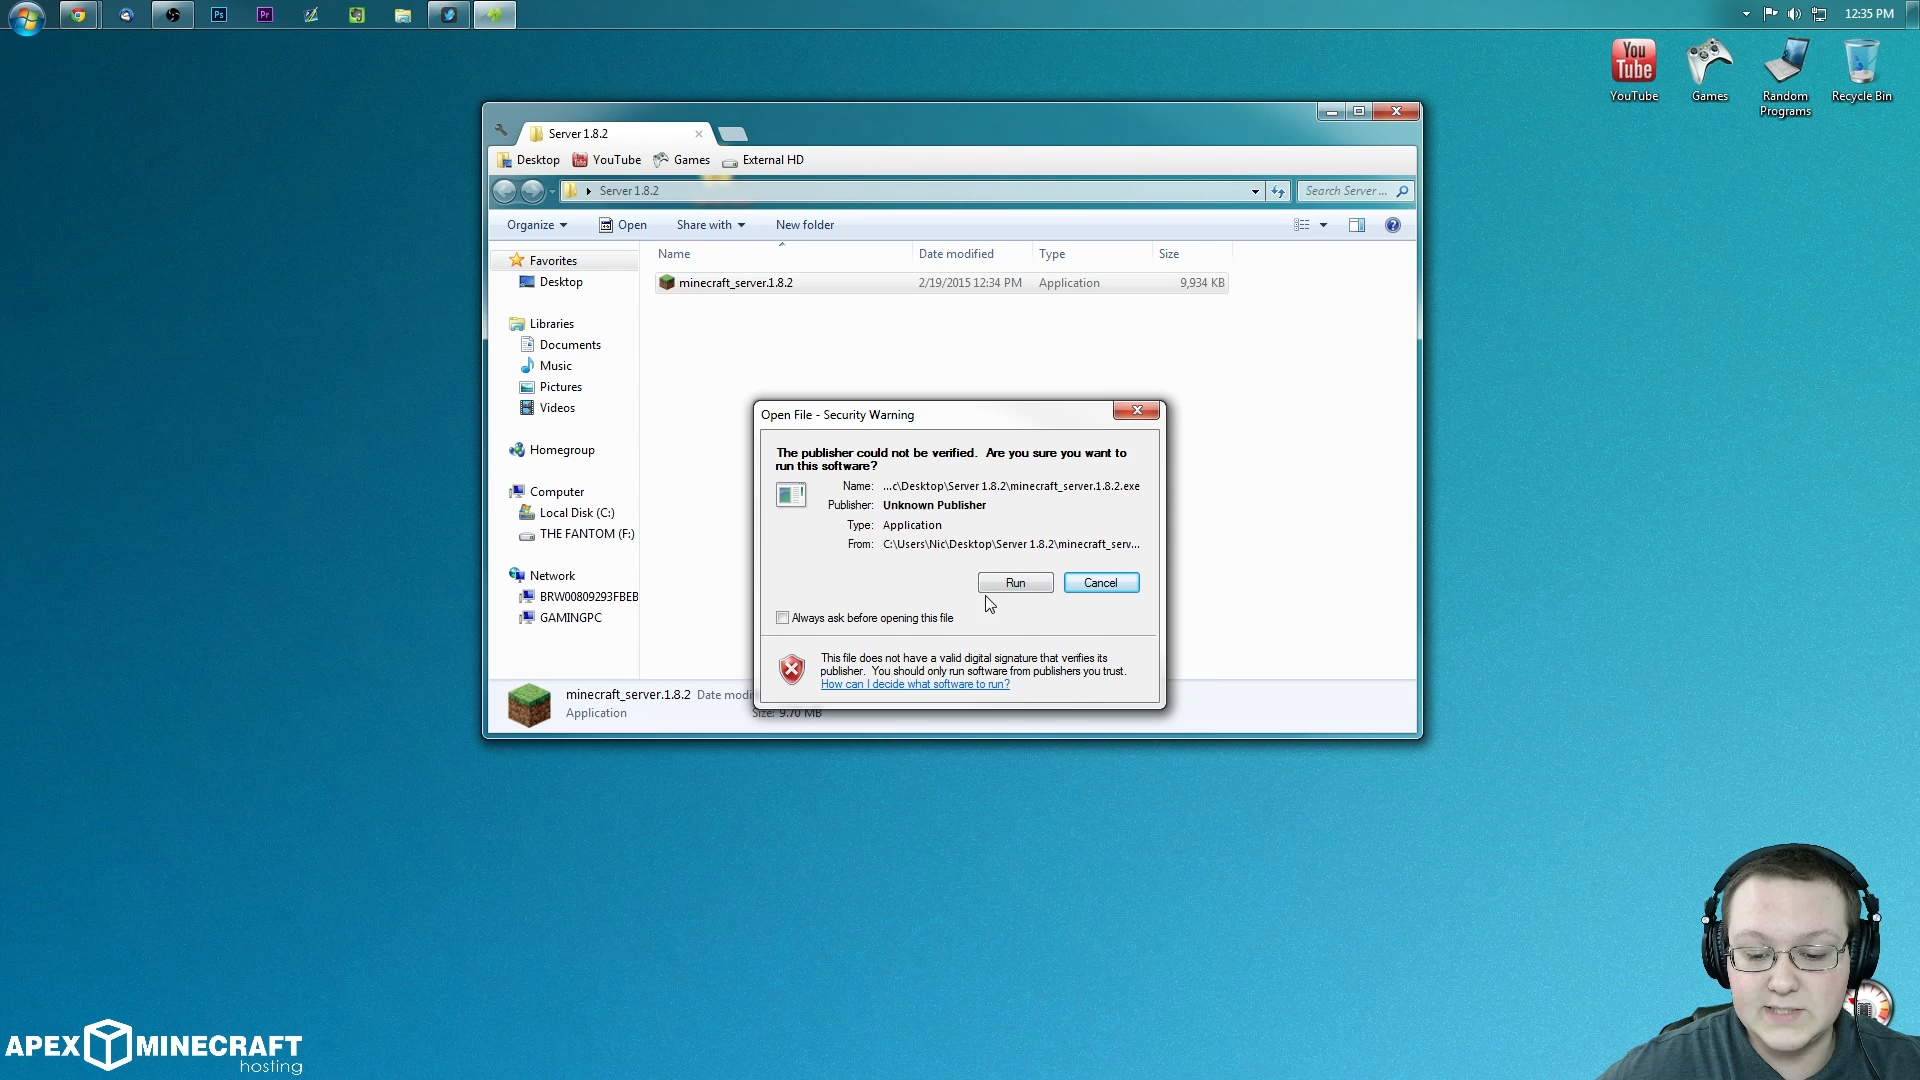 Ps
Pr
12:35 PM
You
Tube
YouTube
Games
Random
Programs
Recycle Bin
Server 1.8.2
Desktop
YouTube
Games
External HD
Server 1.8.2
Search Server ...
Organize
Open
Share with
New folder
Name
Date modified
Type
Size
Favorites
Desktop
minecraft_server.1.8.2
2/19/2015 12:34 PM
Application
9,934 KB
Libraries
Documents
Music
Pictures
Videos
Homegroup
Computer
Local Disk (C:)
THE FANTOM (F:)
Network
BRW00809293FBEB
GAMINGPC
Open File - Security Warning
The publisher could not be verified. Are you sure you want to
run this software?
Name: ...c\Desktop\Server 1.8.2\minecraft_server.1.8.2.exe
Publisher: Unknown Publisher
Type: Application
From: C:\Users\Nic\Desktop\Server 1.8.2\minecraft_serv...
Run
Cancel
Always ask before opening this file
This file does not have a valid digital signature that verifies its
publisher. You should only run software from publishers you trust.
How can I decide what software to run?
minecraft_server.1.8.2 Date modi
Application
Size: 9.70 MB
APEX MINECRAFT
hosting